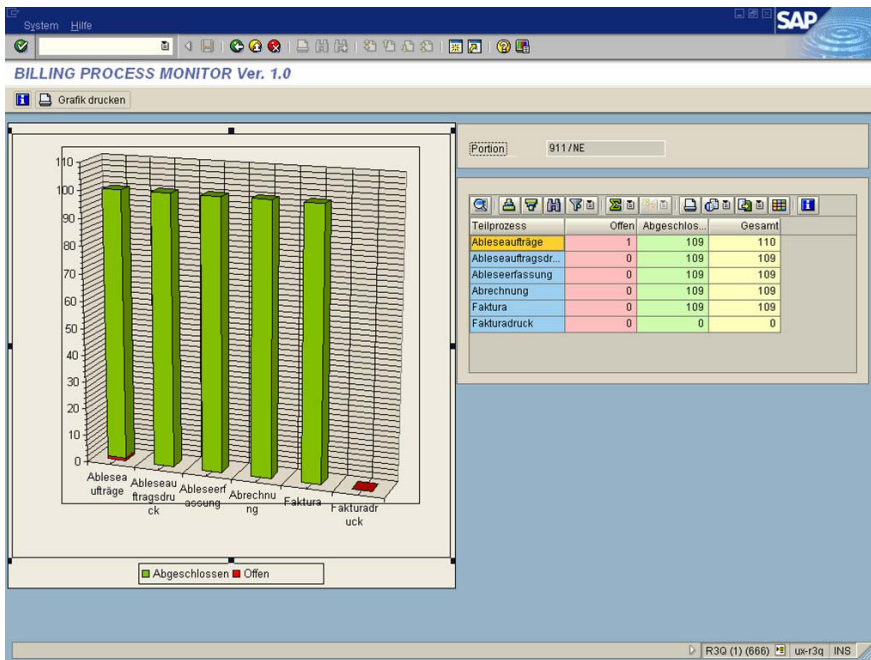 System Hilfe
SAP
BILLING PROCESS MONITOR Ver. 1.0
Grafik drucken
110
100
90
80
70
60
50
40
30
20
10
0
Ablesea
ufträge
Ableseau
ftragsdru
ck
Ableseerf
assung
Abrechnu
ng
Faktura
Fakturadr
uck
Abgeschlossen Offen
Portion 911/NE
Teilprozess Offen Abgeschlos... Gesamt
Ableseaufträge 1 109 110
Ableseauftragsdr... 0 109 109
Ableseerfassung 0 109 109
Abrechnung 0 109 109
Faktura 0 109 109
Fakturadruck 0 0 0
R3Q (1) (666) ux-r3q INS